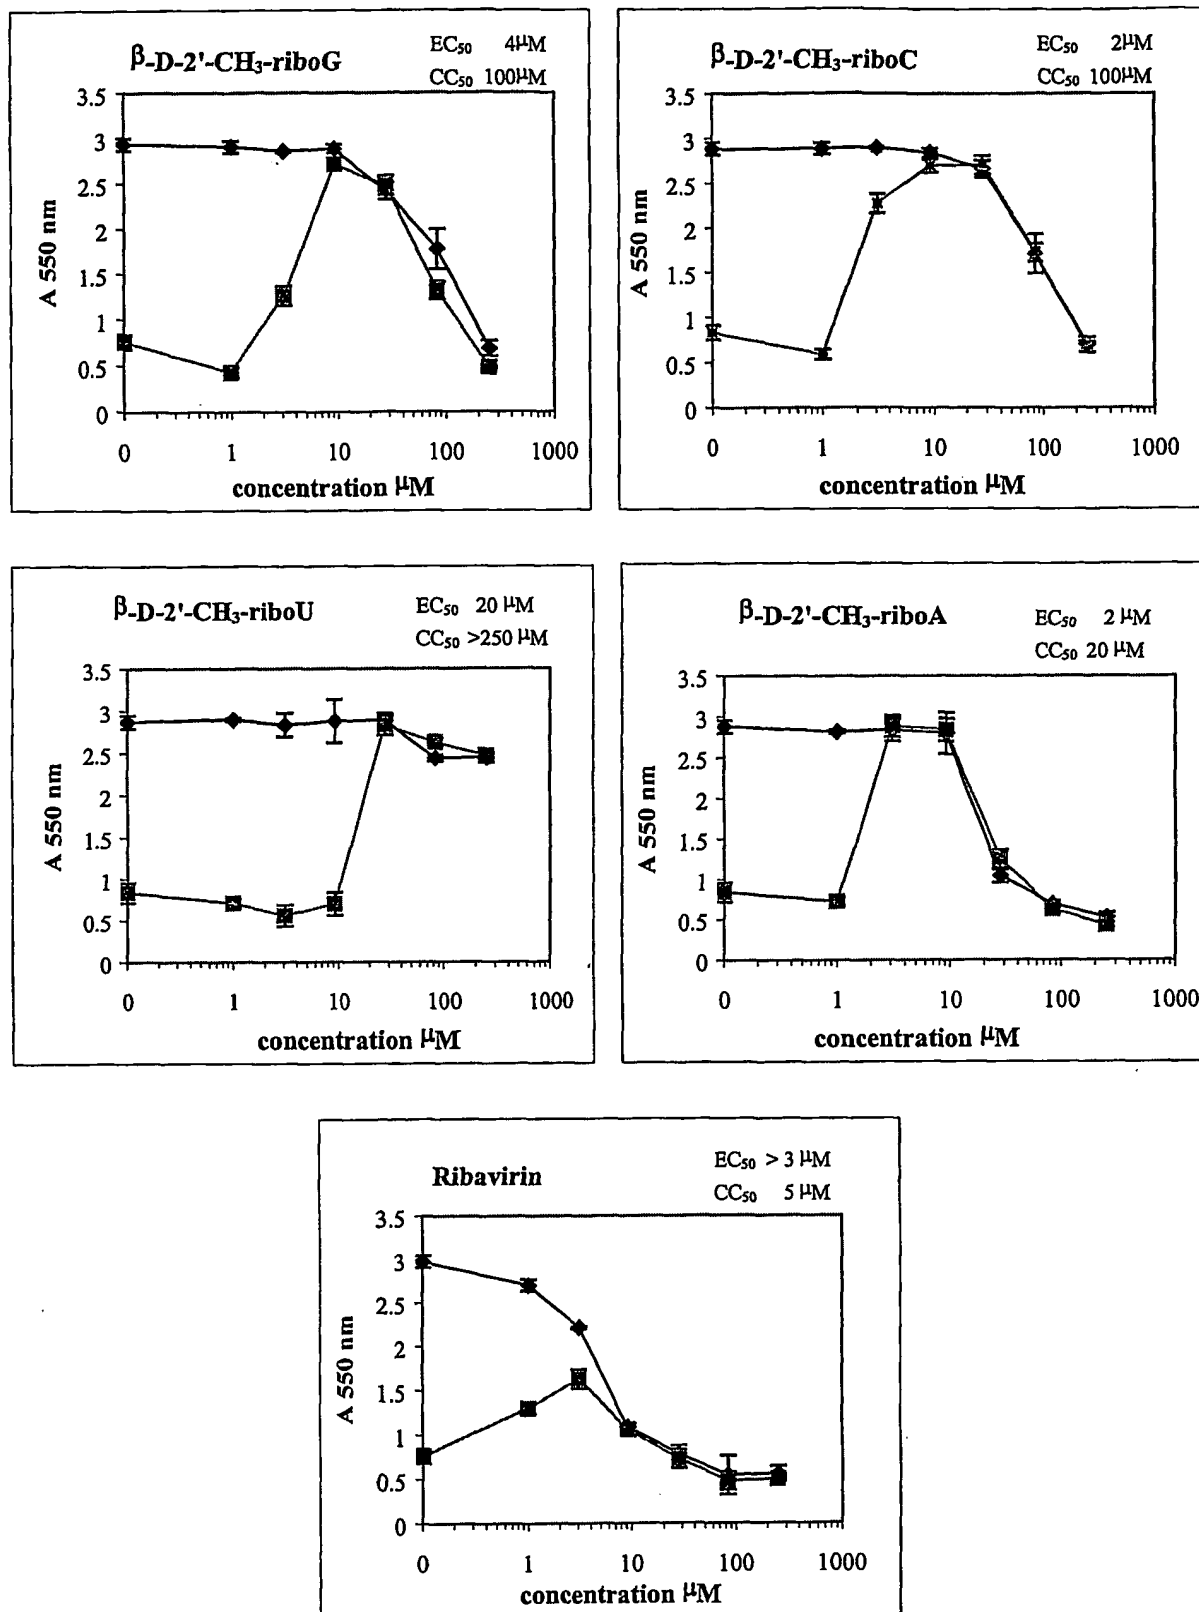 β-D-2'-CH₃-riboG
EC₅₀ 4µM
CC₅₀ 100µM
3.5
3
2.5
2
1.5
1
0.5
0
A 550 nm
0 1 10 100 1000
concentration µM
β-D-2'-CH₃-riboC
EC₅₀ 2µM
CC₅₀ 100µM
3.5
3
2.5
2
1.5
1
0.5
0
A 550 nm
0 1 10 100 1000
concentration µM
β-D-2'-CH₃-riboU
EC₅₀ 20 µM
CC₅₀ >250 µM
3.5
3
2.5
2
1.5
1
0.5
0
A 550 nm
0 1 10 100 1000
concentration µM
β-D-2'-CH₃-riboA
EC₅₀ 2 µM
CC₅₀ 20 µM
3.5
3
2.5
2
1.5
1
0.5
0
A 550 nm
0 1 10 100 1000
concentration µM
Ribavirin
EC₅₀ > 3 µM
CC₅₀ 5 µM
3.5
3
2.5
2
1.5
1
0.5
0
A 550 nm
0 1 10 100 1000
concentration µM